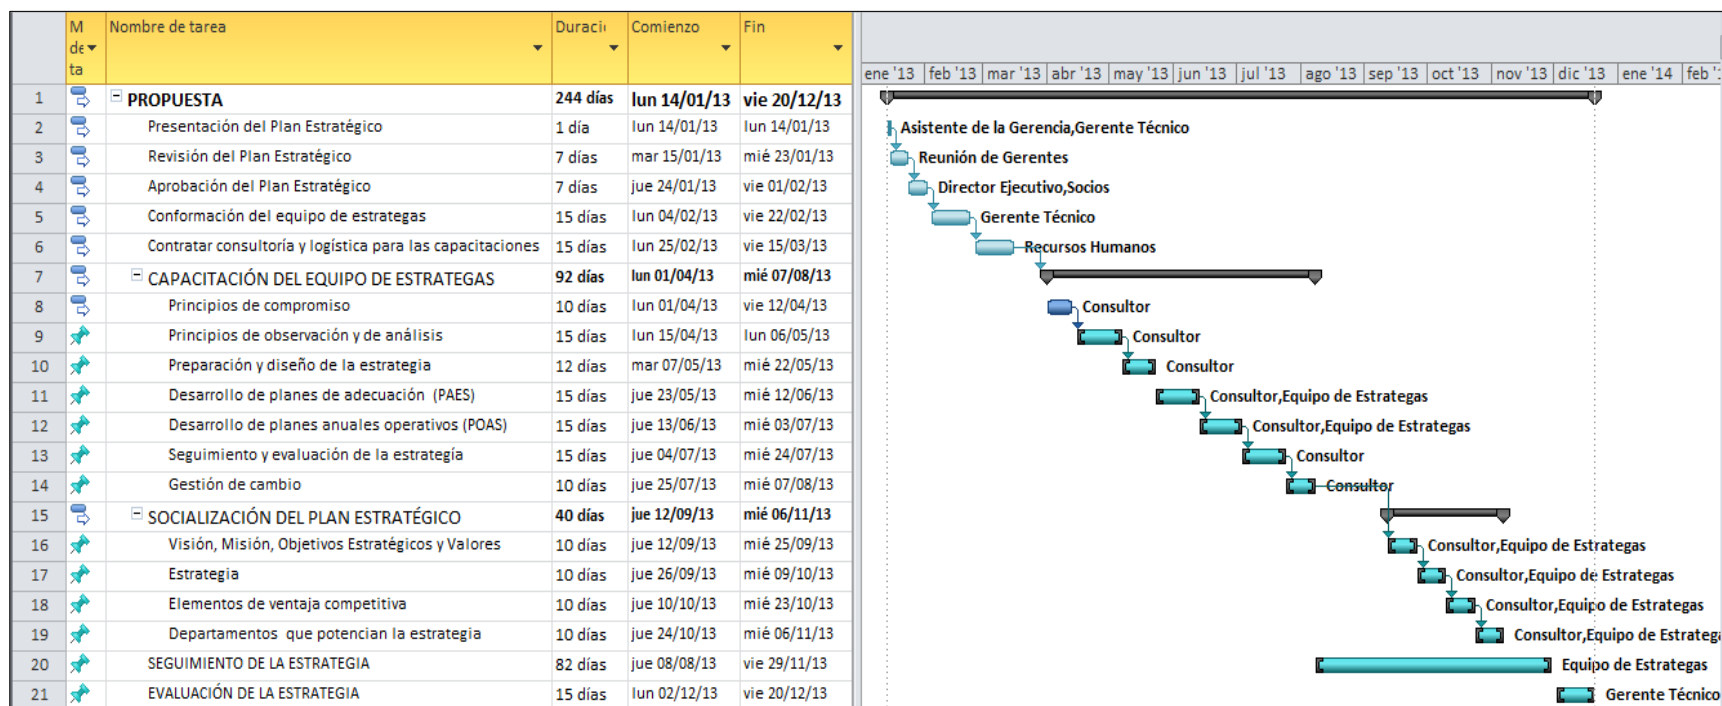 M de ta Nombre de tarea Duraci Comienzo Fin
ene '13 feb '13 mar '13 abr '13 may '13 jun '13 jul '13 ago '13 sep '13 oct '13 nov '13 dic '13 ene '14 feb '
1 PROPUESTA 244 días lun 14/01/13 vie 20/12/13
2 Presentación del Plan Estratégico 1 día lun 14/01/13 lun 14/01/13 Asistente de la Gerencia,Gerente Técnico
3 Revisión del Plan Estratégico 7 días mar 15/01/13 mié 23/01/13 Reunión de Gerentes
4 Aprobación del Plan Estratégico 7 días jue 24/01/13 vie 01/02/13 Director Ejecutivo,Socios
5 Conformación del equipo de estrategas 15 días lun 04/02/13 vie 22/02/13 Gerente Técnico
6 Contratar consultoría y logística para las capacitaciones 15 días lun 25/02/13 vie 15/03/13 Recursos Humanos
7 CAPACITACIÓN DEL EQUIPO DE ESTRATEGAS 92 días lun 01/04/13 mié 07/08/13
8 Principios de compromiso 10 días lun 01/04/13 vie 12/04/13 Consultor
9 Principios de observación y de análisis 15 días lun 15/04/13 lun 06/05/13 Consultor
10 Preparación y diseño de la estrategia 12 días mar 07/05/13 mié 22/05/13 Consultor
11 Desarrollo de planes de adecuación (PAES) 15 días jue 23/05/13 mié 12/06/13 Consultor,Equipo de Estrategas
12 Desarrollo de planes anuales operativos (POAS) 15 días jue 13/06/13 mié 03/07/13 Consultor,Equipo de Estrategas
13 Seguimiento y evaluación de la estrategía 15 días jue 04/07/13 mié 24/07/13 Consultor
14 Gestión de cambio 10 días jue 25/07/13 mié 07/08/13 Consultor
15 SOCIALIZACIÓN DEL PLAN ESTRATÉGICO 40 días jue 12/09/13 mié 06/11/13
16 Visión, Misión, Objetivos Estratégicos y Valores 10 días jue 12/09/13 mié 25/09/13 Consultor,Equipo de Estrategas
17 Estrategia 10 días jue 26/09/13 mié 09/10/13 Consultor,Equipo de Estrategas
18 Elementos de ventaja competitiva 10 días jue 10/10/13 mié 23/10/13 Consultor,Equipo de Estrategas
19 Departamentos que potencian la estrategia 10 días jue 24/10/13 mié 06/11/13 Consultor,Equipo de Estrateg
20 SEGUIMIENTO DE LA ESTRATEGIA 82 días jue 08/08/13 vie 29/11/13 Equipo de Estrategas
21 EVALUACIÓN DE LA ESTRATEGIA 15 días lun 02/12/13 vie 20/12/13 Gerente Técnico